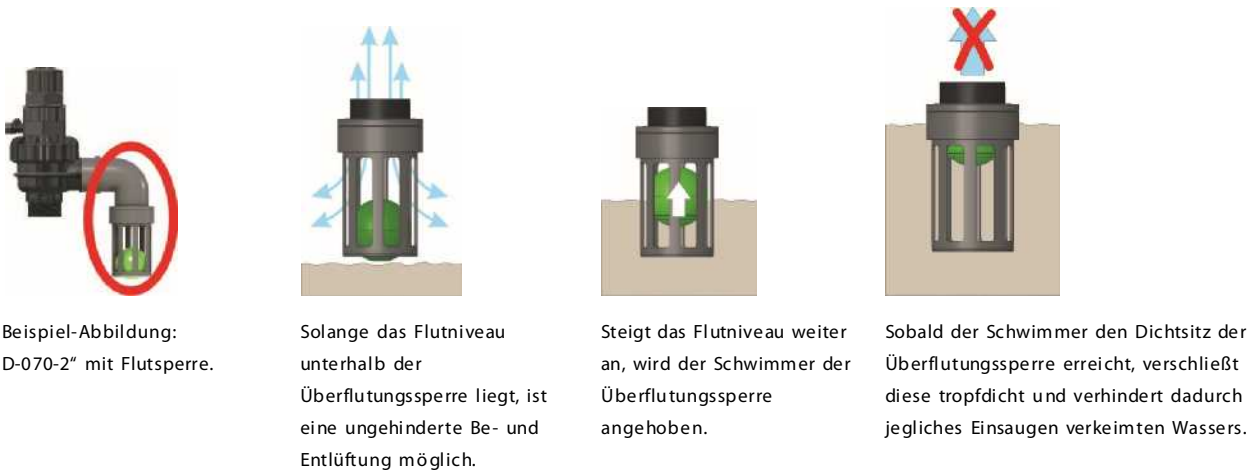 Beispiel-Abbildung:
D-070-2“ mit Flutsperre.
Solange das Flutniveau
unterhalb der
Überflutungssperre liegt, ist
eine ungehinderte Be- und
Entlüftung möglich.
Steigt das Flutniveau weiter
an, wird der Schwimmer der
Überflutungssperre
angehoben.
Sobald der Schwimmer den Dichtsitz der
Überflutungssperre erreicht, verschließt
diese tropfdicht und verhindert dadurch
jegliches Einsaugen verkeimten Wassers.